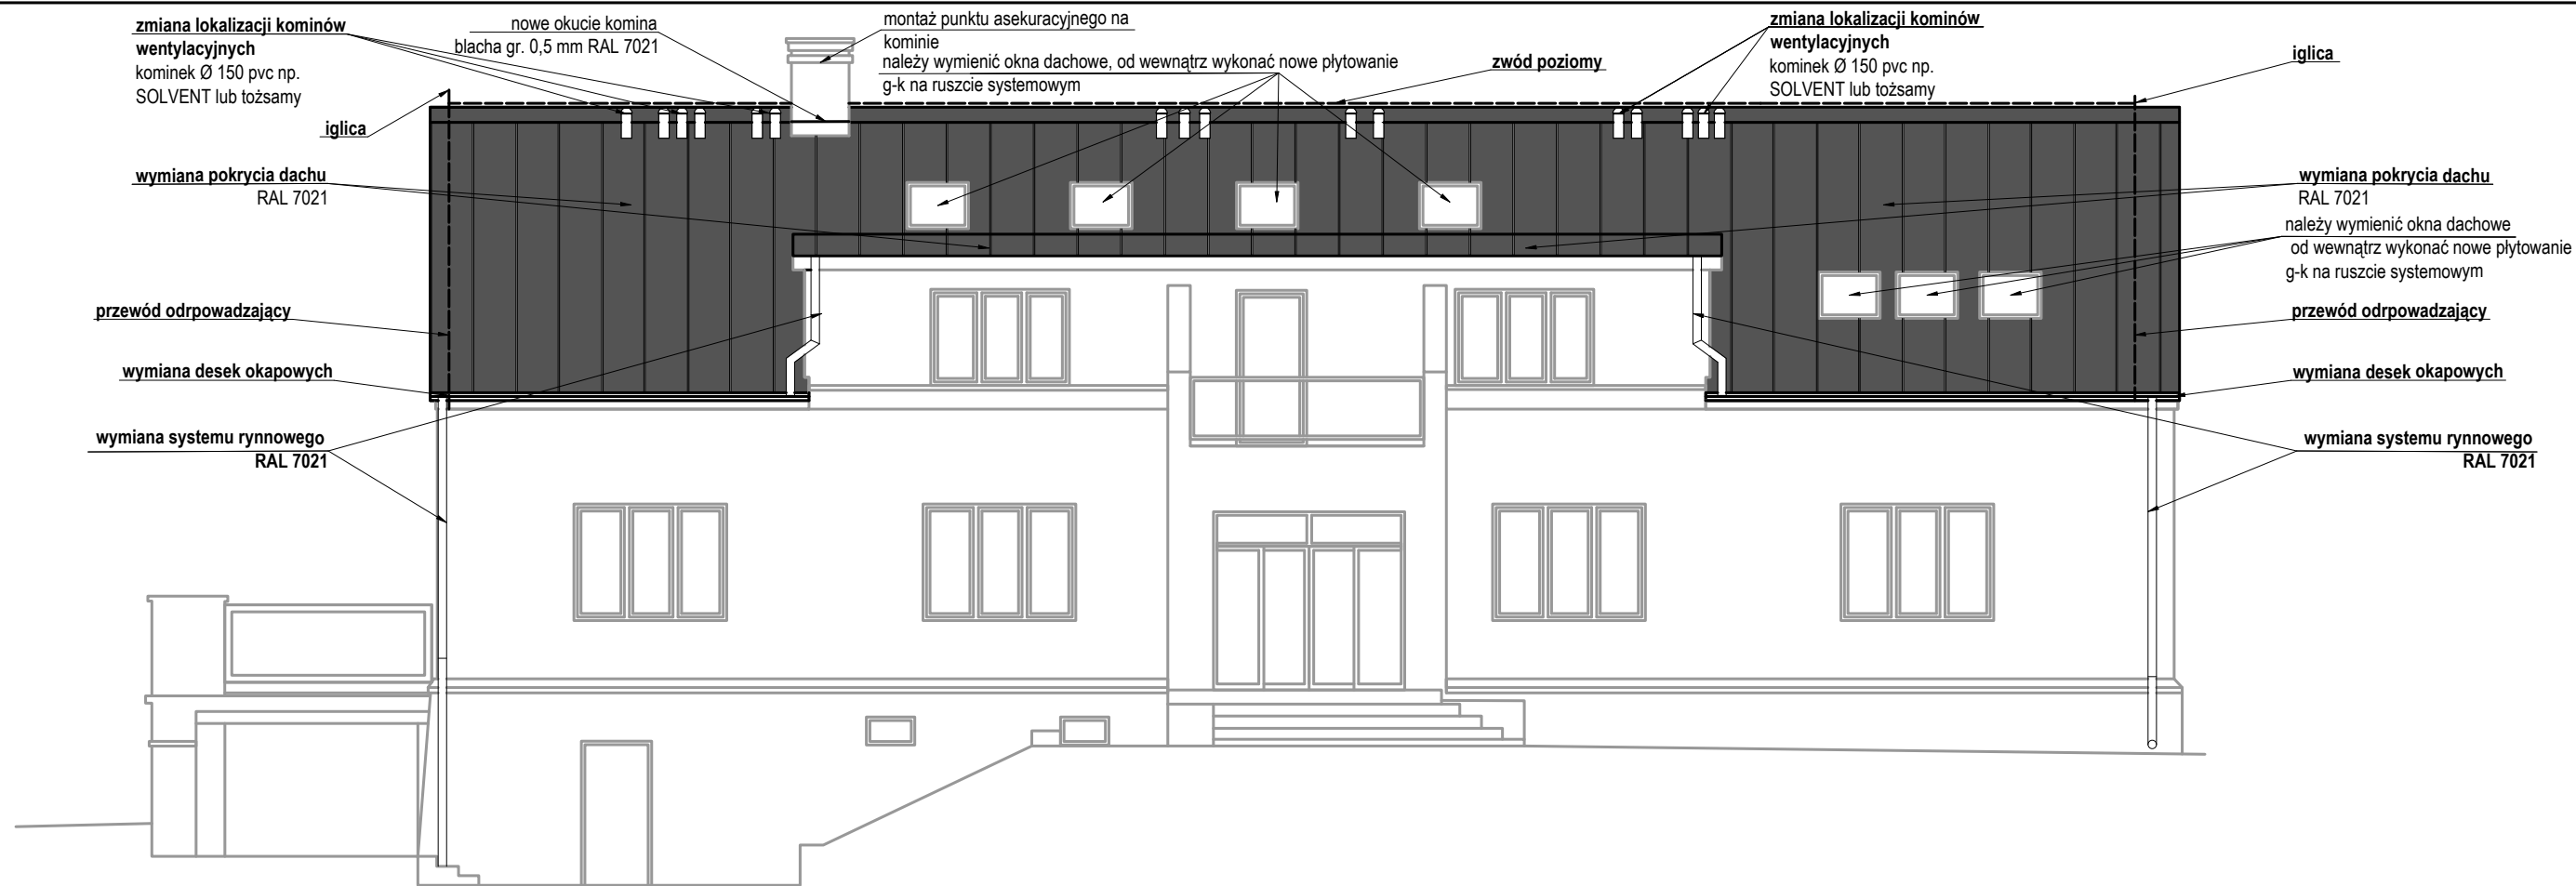 zmiana lokalizacji kominów
wentylacyjnych
kominek Ø 150 pvc np.
SOLVENT lub tożsamy
nowe okucie komina
blacha gr. 0,5 mm RAL 7021
montaż punktu asekuracyjnego na
kominie
należy wymienić okna dachowe, od wewnątrz wykonać nowe płytowanie
g-k na ruszcie systemowym
zwód poziomy
zmiana lokalizacji kominów
wentylacyjnych
kominek Ø 150 pvc np.
SOLVENT lub tożsamy
iglica
iglica
wymiana pokrycia dachu
RAL 7021
wymiana pokrycia dachu
RAL 7021
należy wymienić okna dachowe
od wewnątrz wykonać nowe płytowanie
g-k na ruszcie systemowym
przewód odrpowadzający
przewód odrpowadzający
wymiana desek okapowych
wymiana desek okapowych
wymiana systemu rynnowego
RAL 7021
wymiana systemu rynnowego
RAL 7021